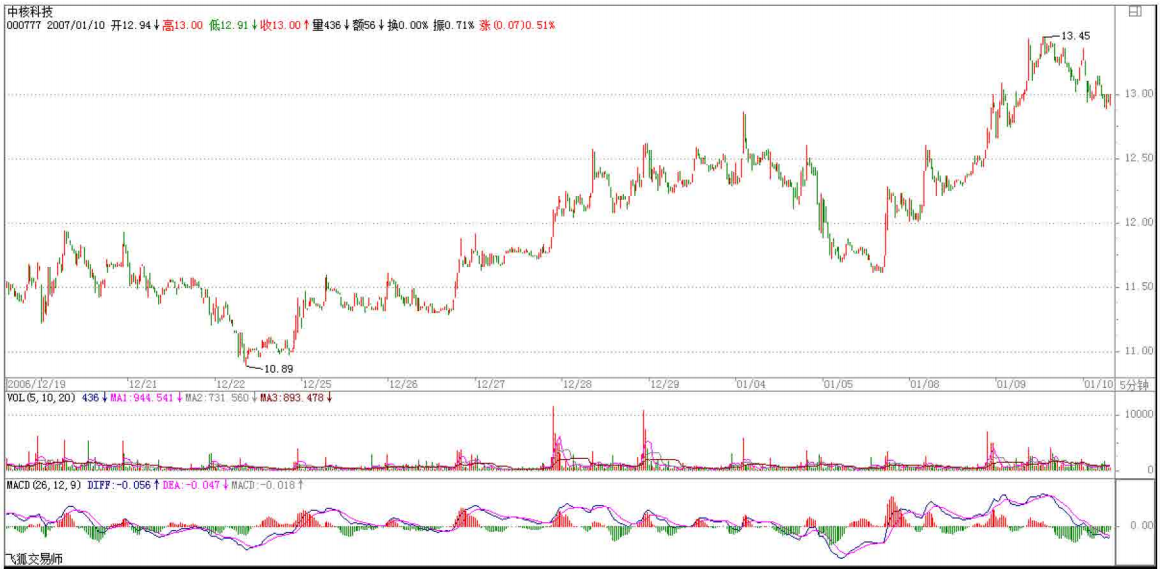 中核科技
000777 2007/01/10 开12.94↓高13.00 低12.91↓收13.00↑量436↓额56↓换0.00% 振0.71% 涨(0.07)0.51%
13.45
13.00
12.50
12.00
11.50
11.00
10.89
2006/12/19 12/21 12/22 12/25 12/26 12/27 12/28 12/29 01/04 01/05 01/08 01/09 01/10 5分钟
VOL(5,10,20) 436↓MA1:944.541↓MA2:731.560↓MA3:893.478↓
10000
0
MACD(26,12,9) DIFF:-0.056↑DEA:-0.047↓MACD:-0.018↑
0.00
飞狐交易师